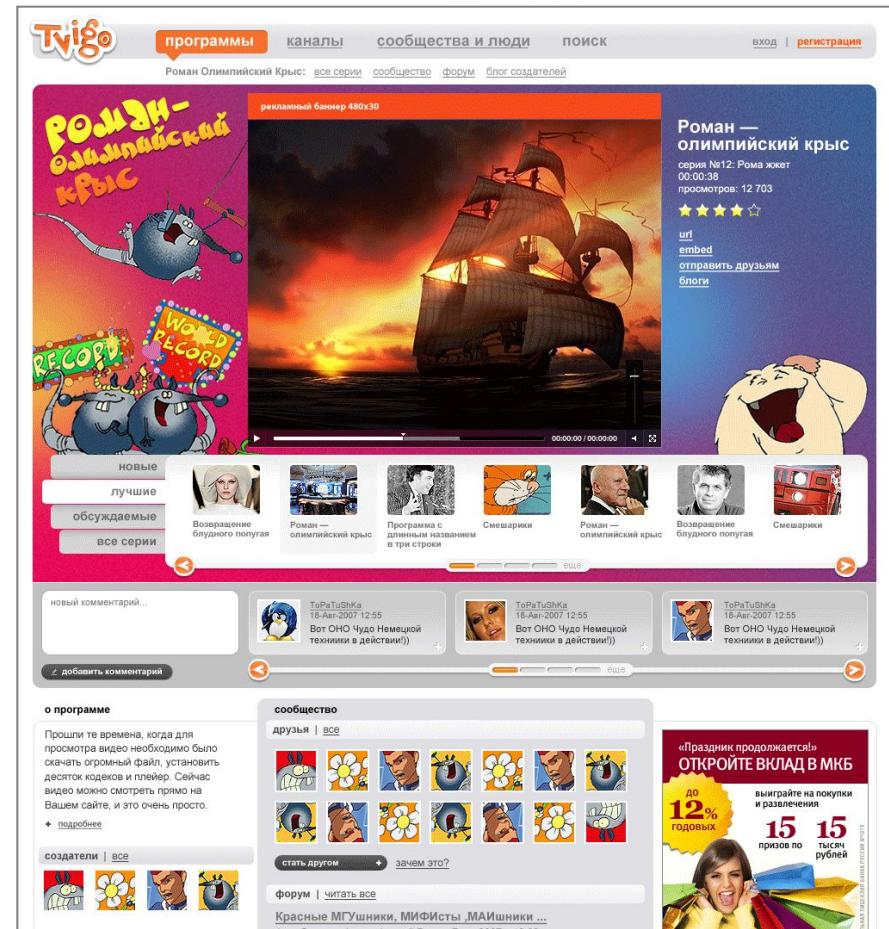 Tvigo
программы
каналы
сообщества и люди
поиск
вход | регистрация
Роман Олимпийский Крыс: все серии сообщество форум блог создателей
РОМАН-
ОЛИМПИЙСКИЙ
КРЫС
рекламный баннер 480x30
Роман —
олимпийский крыс
серия №12: Рома жжет
00:00:38
просмотров: 12 703
url
embed
отправить друзьям
блоги
RECORD
WORLD
RECORD
00:00:00 / 00:00:00
новые
лучшие
обсуждаемые
все серии
Возвращение
блудного попугая
Роман —
олимпийский крыс
Программа с
длинным названием
в три строки
Смешарики
Роман —
олимпийский крыс
Возвращение
блудного попугая
Смешарики
еще
новый комментарий...
добавить комментарий
ToPaTuShKa
18-Авг-2007 12:55
Вот ОНО Чудо Немецкой
техниики в действии!))
ToPaTuShKa
18-Авг-2007 12:55
Вот ОНО Чудо Немецкой
техниики в действии!))
ToPaTuShKa
18-Авг-2007 12:55
Вот ОНО Чудо Немецкой
техниики в действии!))
еще
о программе
Прошли те времена, когда для
просмотра видео необходимо было
скачать огромный файл, установить
десяток кодеков и плейер. Сейчас
видео можно смотреть прямо на
Вашем сайте, и это очень просто.
+ подробнее
создатели | все
сообщество
друзья | все
стать другом +
зачем это?
форум | читать все
Красные МГУшники, МИФИсты ,МАИшники ...
«Праздник продолжается!»
ОТКРОЙТЕ ВКЛАД В МКБ
до
12%
годовых
выиграйте на покупки
и развлечения
15
призов по
15
тысяч
рублей